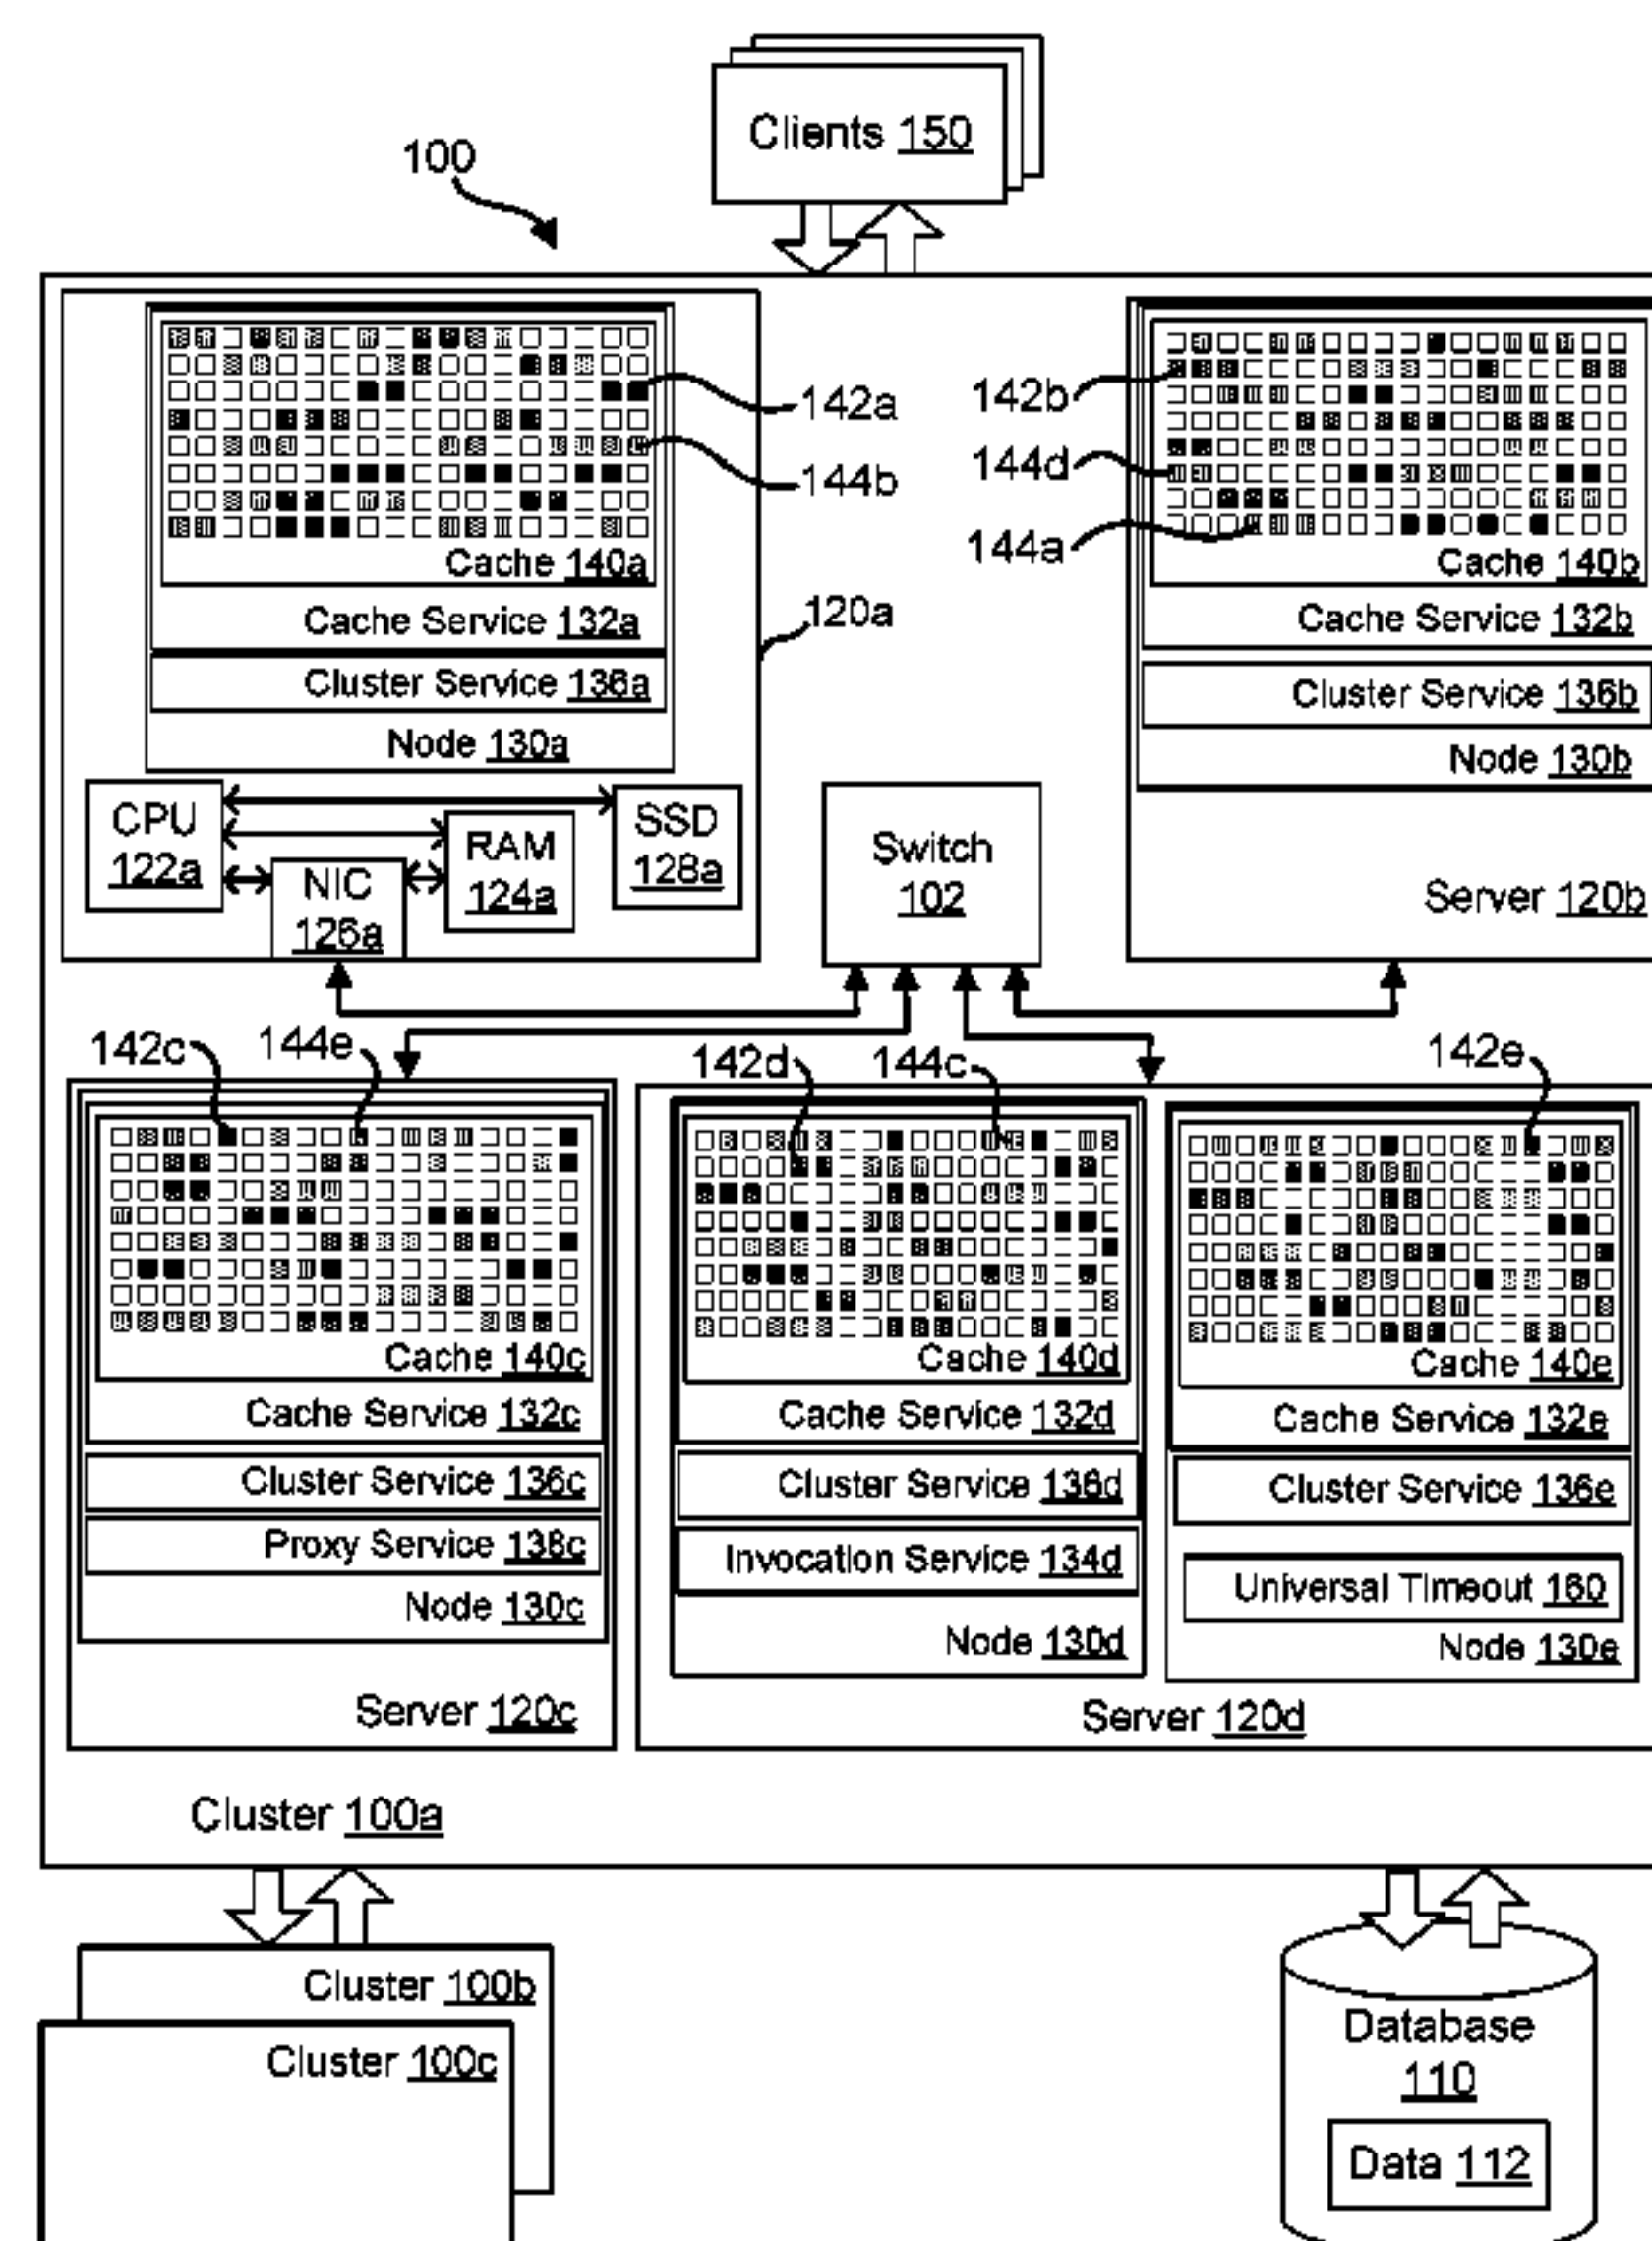 Clients 150
100
142a
144b
Cache 140a
Cache Service 132a
Cluster Service 136a
Node 130a
120a
CPU
122a
NIC
126a
RAM
124a
SSD
128a
Switch
102
142b
144d
144a
Cache 140b
Cache Service 132b
Cluster Service 136b
Node 130b
Server 120b
142c
144e
Cache 140c
Cache Service 132c
Cluster Service 136c
Proxy Service 138c
Node 130c
Server 120c
142d
144c
Cache 140d
Cache Service 132d
Cluster Service 136d
Invocation Service 134d
Node 130d
142e
Cache 140e
Cache Service 132e
Cluster Service 136e
Universal Timeout 160
Node 130e
Server 120d
Cluster 100a
Cluster 100b
Cluster 100c
Database
110
Data 112